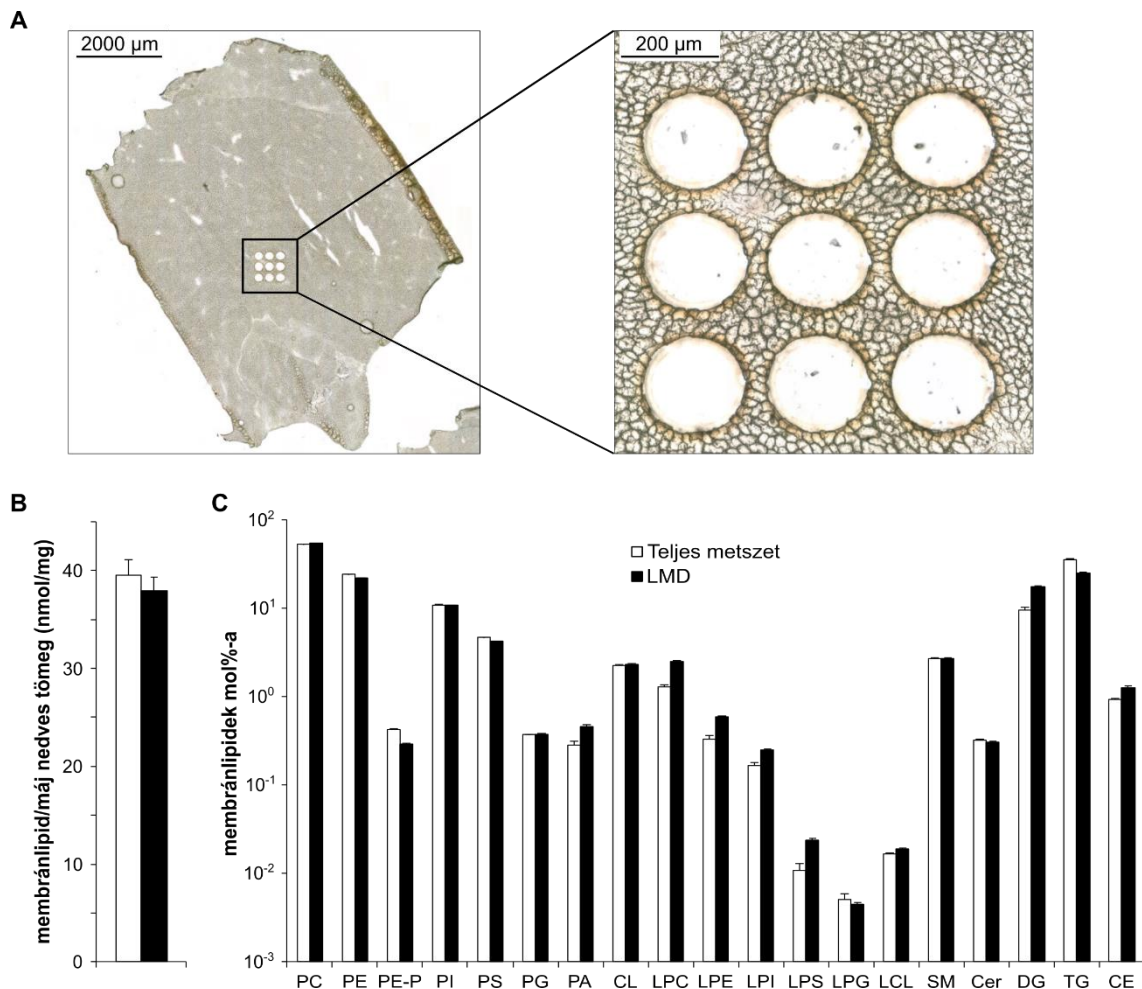 A
2000 µm
200 µm
B
C
membránlipid/máj nedves tömeg (nmol/mg)
40
30
20
10
0
membránlipidek mol%-a
10²
10¹
10⁰
10⁻¹
10⁻²
10⁻³
Teljes metszet
LMD
PC PE PE-P PI PS PG PA CL LPC LPE LPI LPS LPG LCL SM Cer DG TG CE